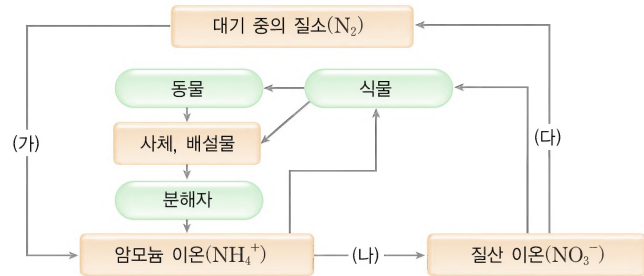 대기 중의 질소(N₂)
동물
식물
(가)
사체, 배설물
(다)
분해자
암모늄 이온(NH₄⁺)
(나)
질산 이온(NO₃⁻)